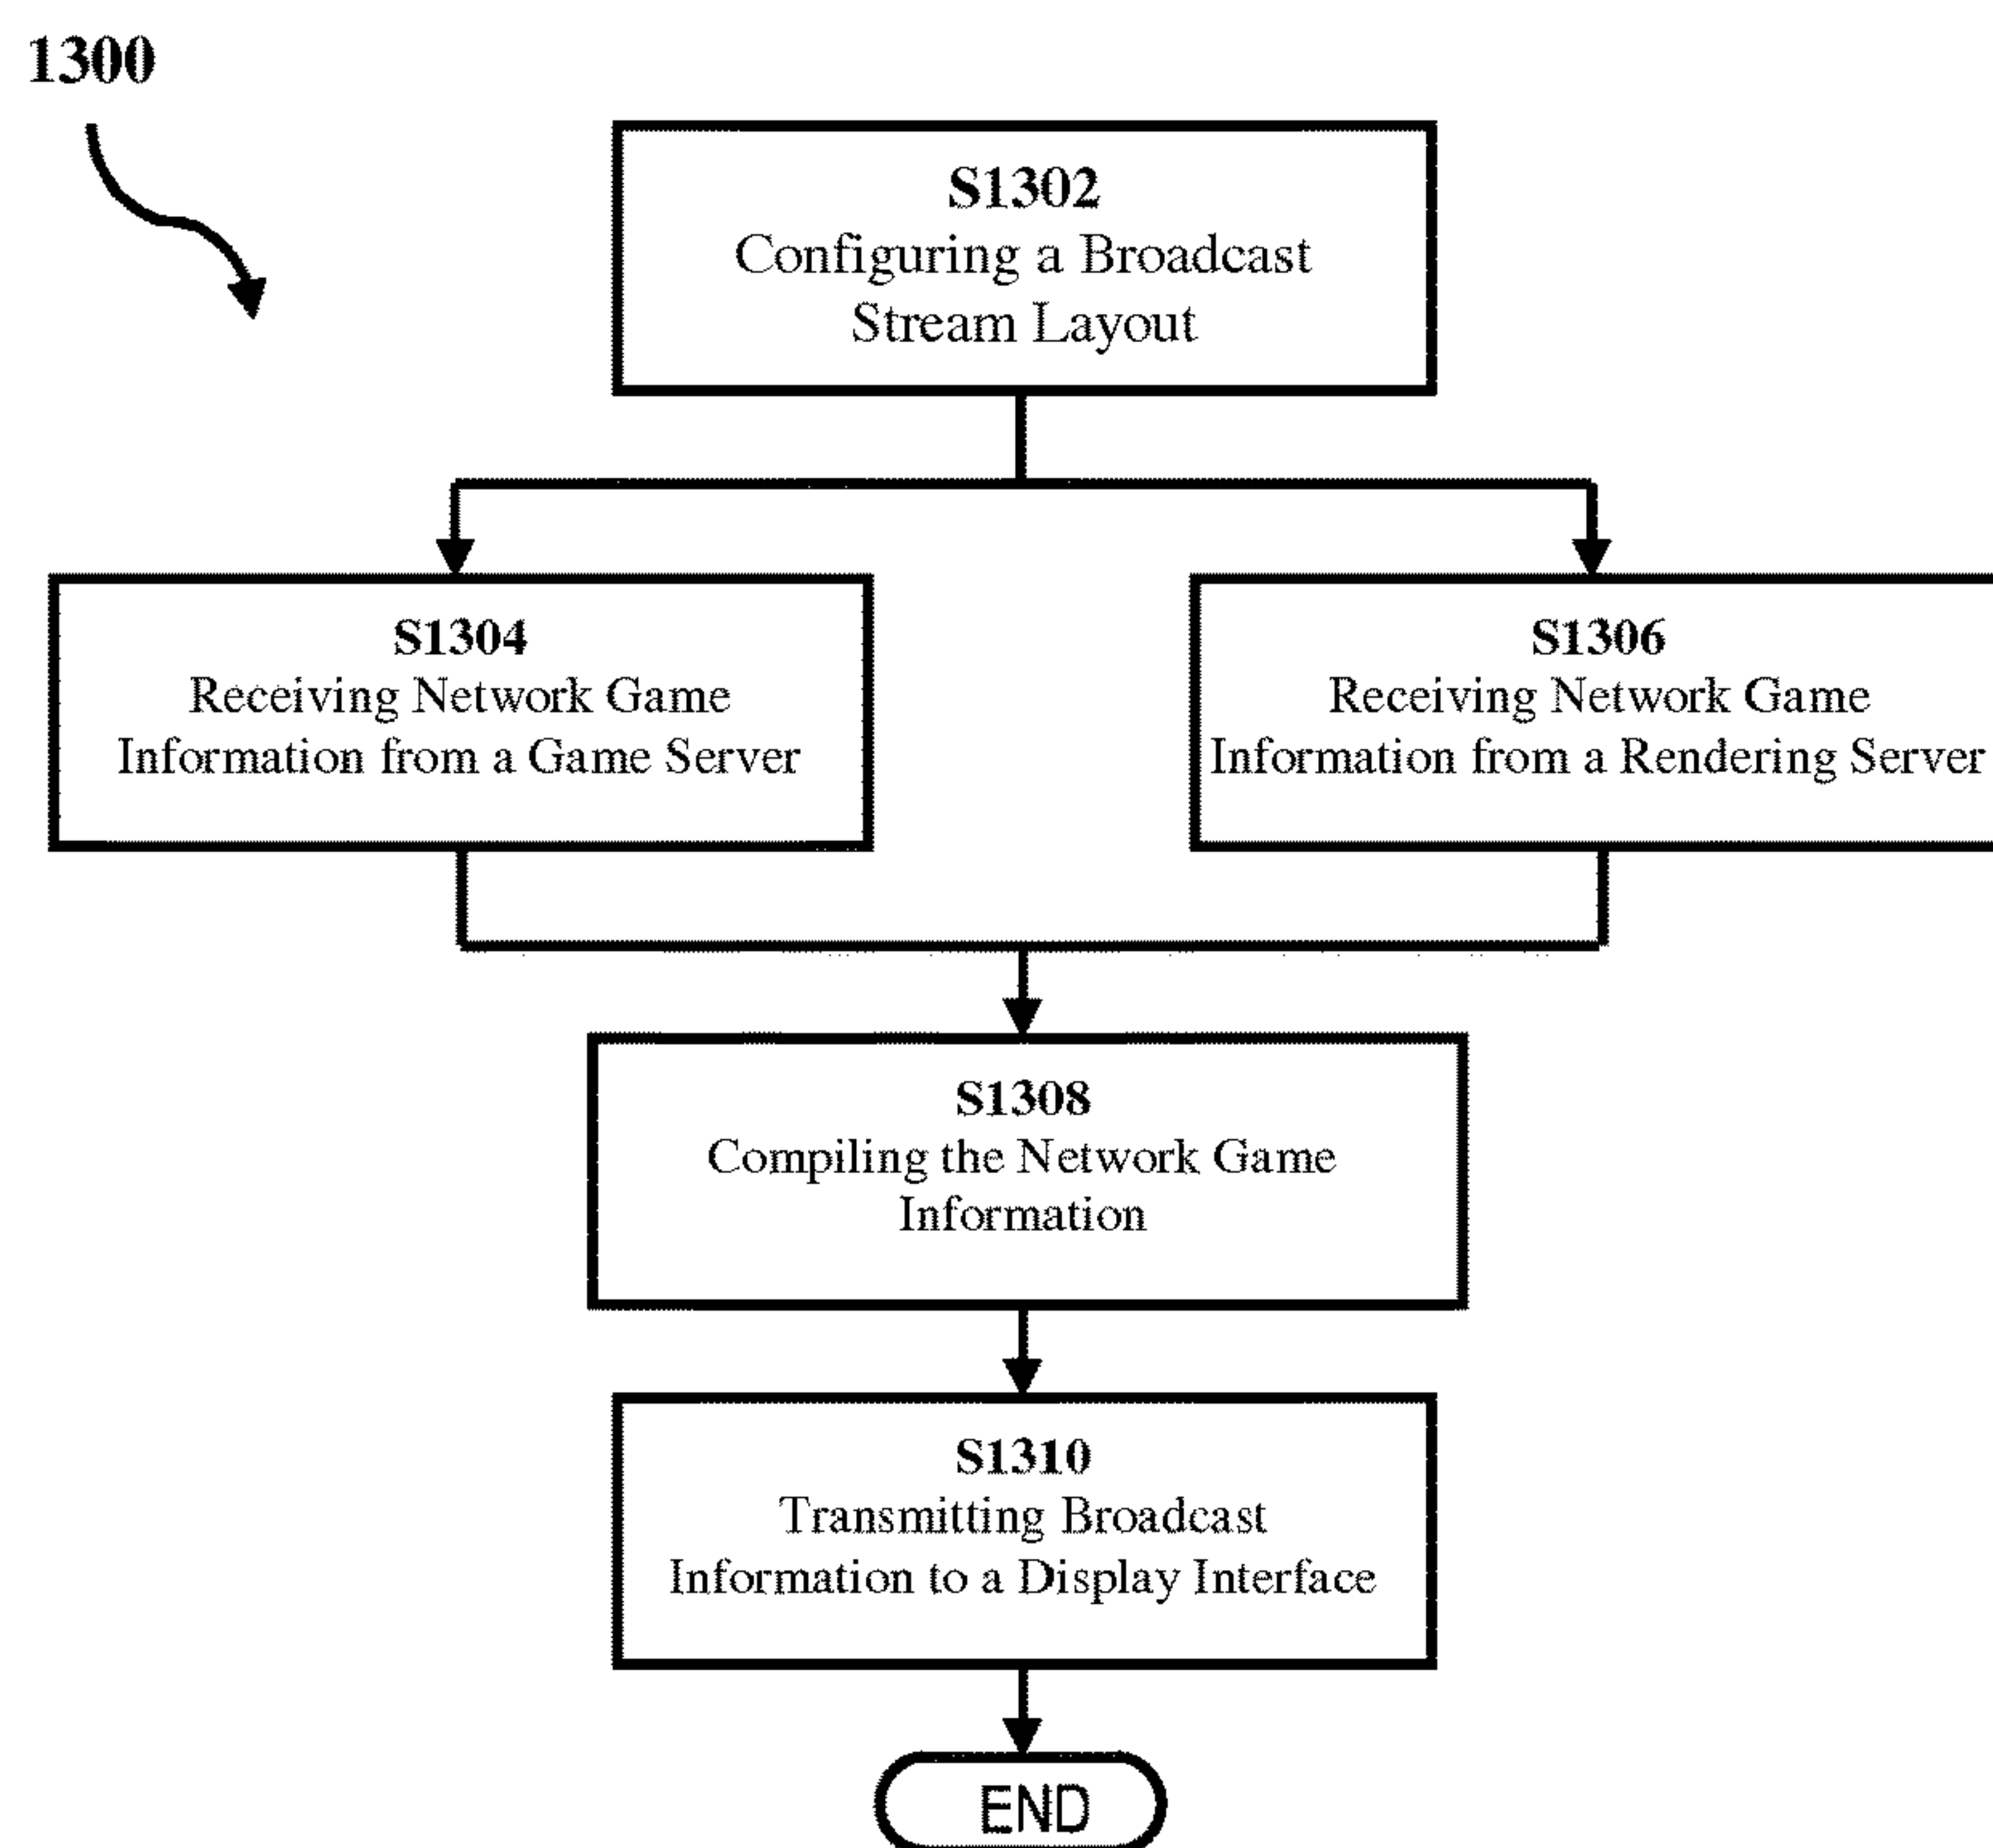 1300
S1302
Configuring a Broadcast
Stream Layout
S1304
Receiving Network Game
Information from a Game Server
S1306
Receiving Network Game
Information from a Rendering Server
S1308
Compiling the Network Game
Information
S1310
Transmitting Broadcast
Information to a Display Interface
END